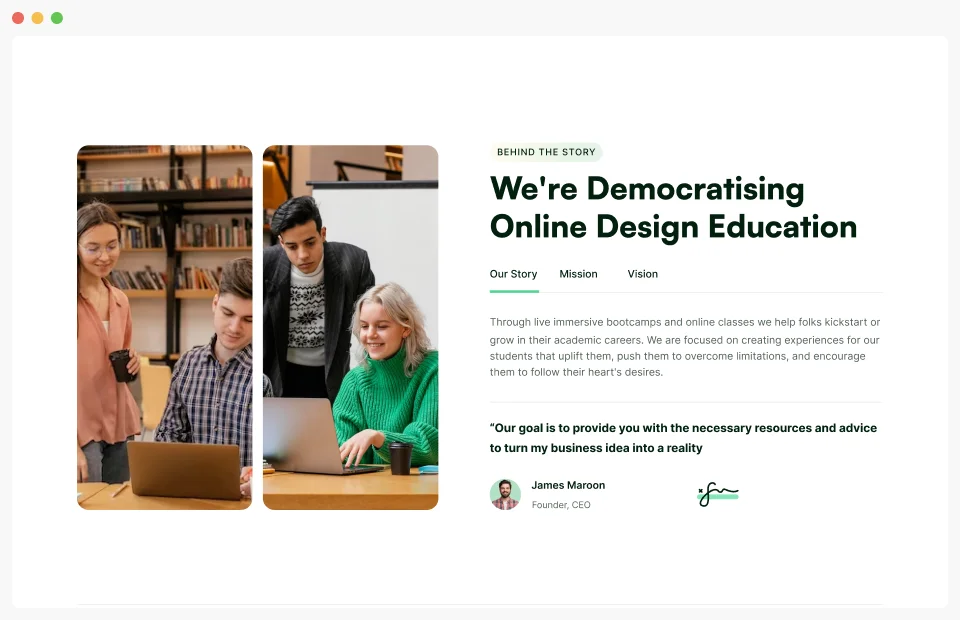 BEHIND THE STORY
We're Democratising
Online Design Education
Our Story Mission Vision
Through live immersive bootcamps and online classes we help folks kickstart or
grow in their academic careers. We are focused on creating experiences for our
students that uplift them, push them to overcome limitations, and encourage
them to follow their heart's desires.
“Our goal is to provide you with the necessary resources and advice
to turn my business idea into a reality
James Maroon
Founder, CEO